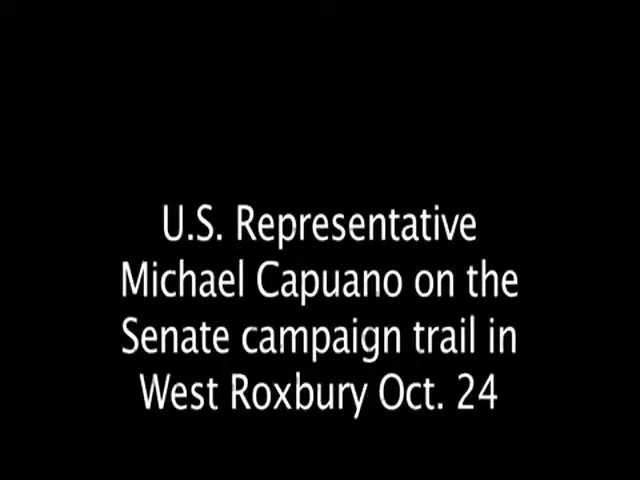 U.S. Representative
Michael Capuano on the
Senate campaign trail in
West Roxbury Oct. 24